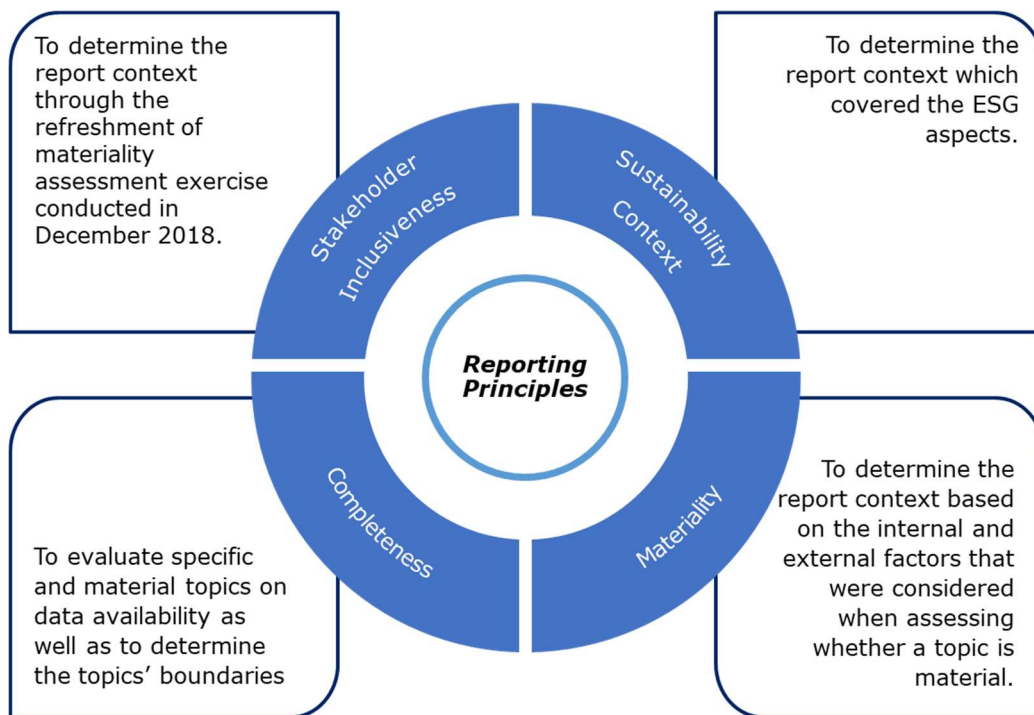 To determine the
report context
through the
refreshment of
materiality
assessment exercise
conducted in
December 2018.
To determine the
report context which
covered the ESG
aspects.
Stakeholder
Inclusiveness
Sustainability
Context
Reporting
Principles
Completeness
Materiality
To evaluate specific
and material topics on
data availability as
well as to determine
the topics’ boundaries
To determine the
report context based
on the internal and
external factors that
were considered
when assessing
whether a topic is
material.